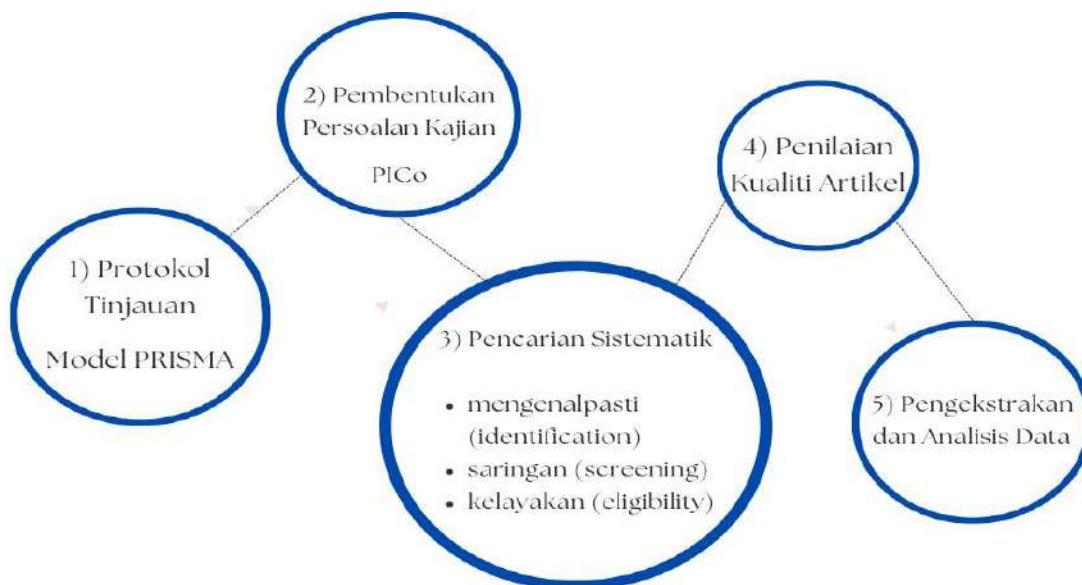 1) Protokol
Tinjauan
Model PRISMA
2) Pembentukan
Persoalan Kajian
PICo
3) Pencarian Sistematik
• mengenalpasti
(identification)
• saringan (screening)
• kelayakan (eligibility)
4) Penilaian
Kualiti Artikel
5) Pengekstrakan
dan Analisis Data